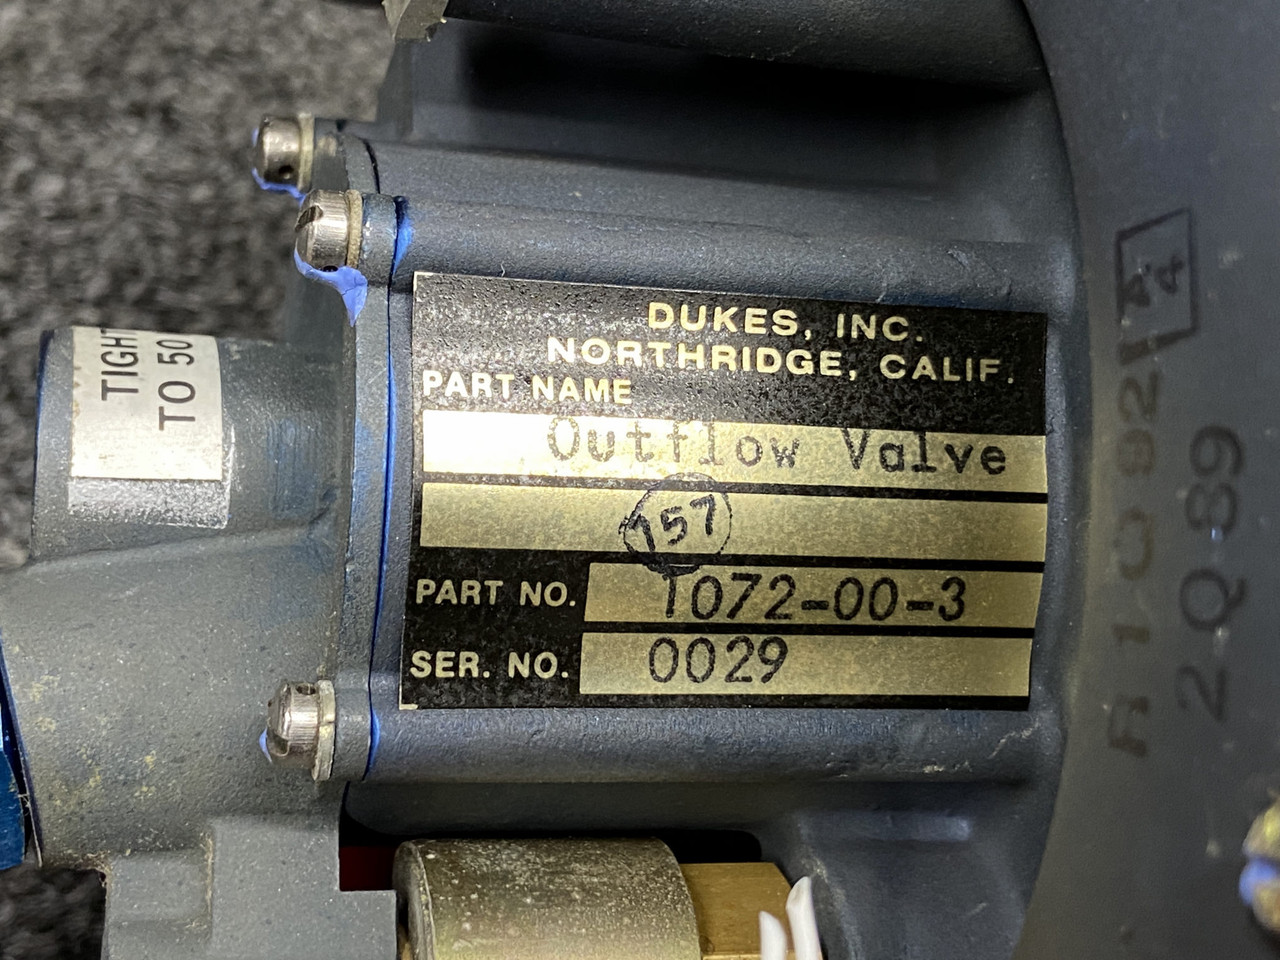 DUKES, INC.
NORTHRIDGE, CALIF.
PART NAME
Outflow Valve
157
PART NO. 1072-00-3
SER. NO. 0029
TIGHT
TO 50
2Q89